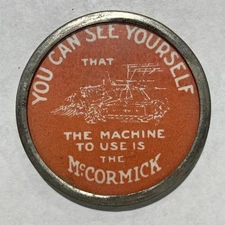 YOU CAN SEE YOURSELF
THAT
THE MACHINE
TO USE IS
THE
McCORMICK